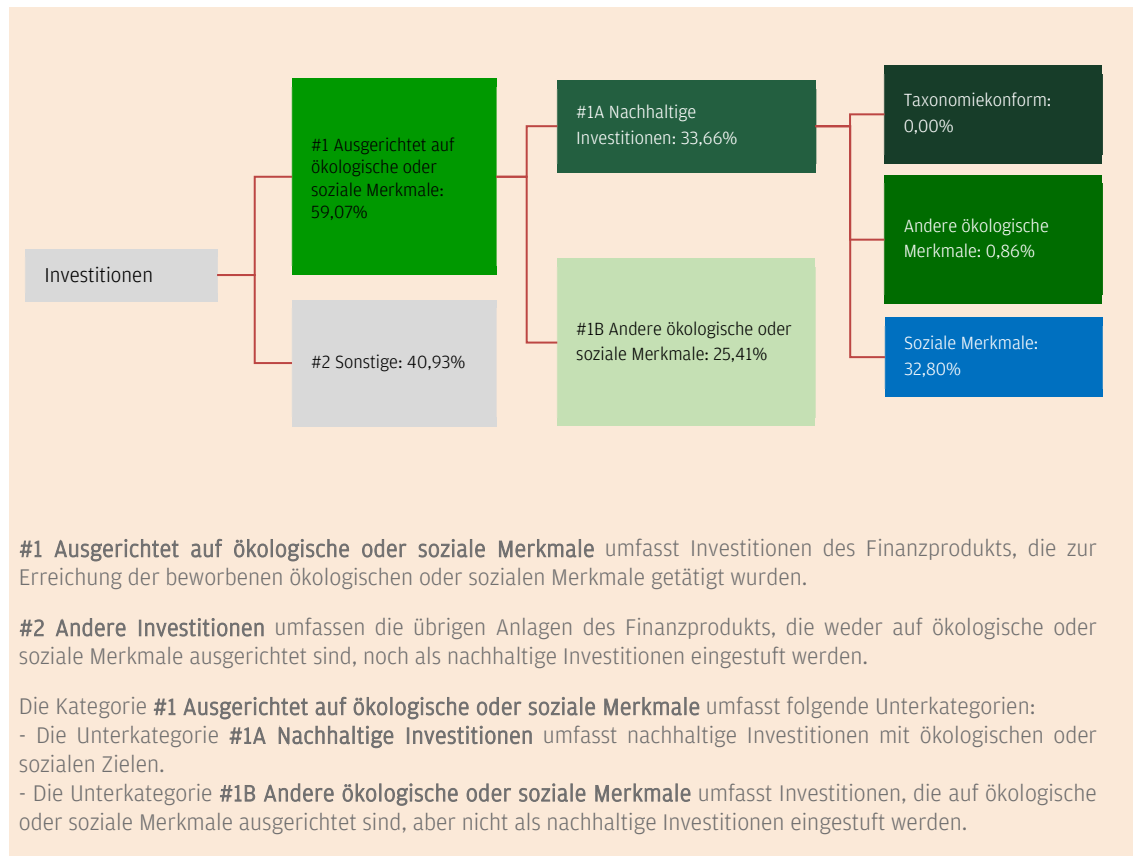 Investitionen
#1 Ausgerichtet auf
ökologische oder
soziale Merkmale:
59,07%
#2 Sonstige: 40,93%
#1A Nachhaltige
Investitionen: 33,66%
#1B Andere ökologische oder
soziale Merkmale: 25,41%
Taxonomiekonform:
0,00%
Andere ökologische
Merkmale: 0,86%
Soziale Merkmale:
32,80%
#1 Ausgerichtet auf ökologische oder soziale Merkmale umfasst Investitionen des Finanzprodukts, die zur
Erreichung der beworbenen ökologischen oder sozialen Merkmale getätigt wurden.
#2 Andere Investitionen umfassen die übrigen Anlagen des Finanzprodukts, die weder auf ökologische oder
soziale Merkmale ausgerichtet sind, noch als nachhaltige Investitionen eingestuft werden.
Die Kategorie #1 Ausgerichtet auf ökologische oder soziale Merkmale umfasst folgende Unterkategorien:
- Die Unterkategorie #1A Nachhaltige Investitionen umfasst nachhaltige Investitionen mit ökologischen oder
sozialen Zielen.
- Die Unterkategorie #1B Andere ökologische oder soziale Merkmale umfasst Investitionen, die auf ökologische
oder soziale Merkmale ausgerichtet sind, aber nicht als nachhaltige Investitionen eingestuft werden.